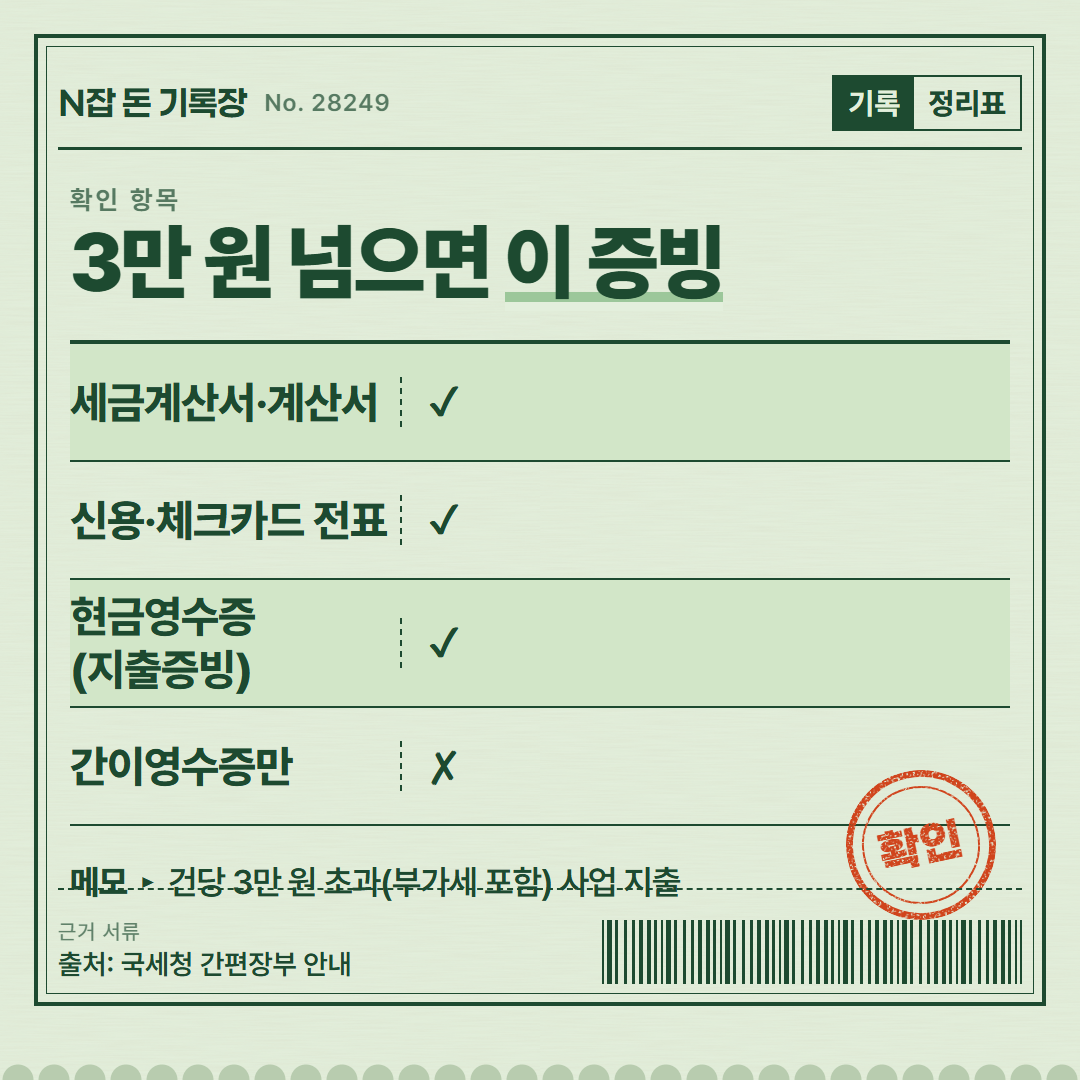 N잡 돈 기록장 No. 28249
기록 정리표
확인 항목
3만 원 넘으면 이 증빙
세금계산서·계산서 ✓
신용·체크카드 전표 ✓
현금영수증
(지출증빙) ✓
간이영수증만 ✗
확인
메모 ▸ 건당 3만 원 초과(부가세 포함) 사업 지출
근거 서류
출처: 국세청 간편장부 안내